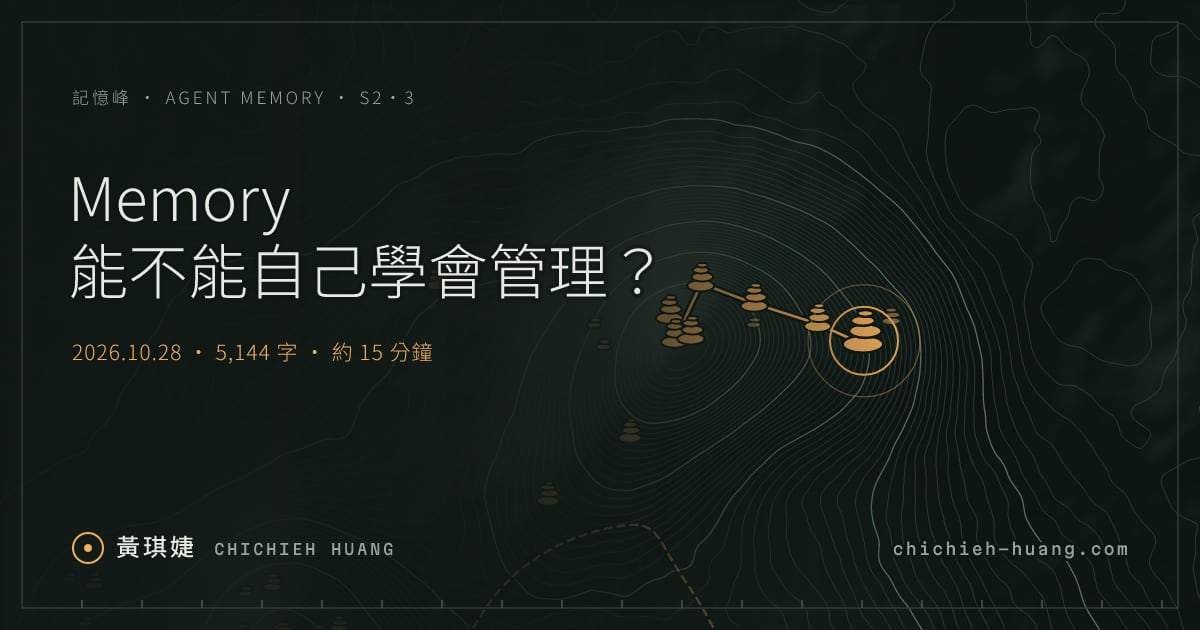 記憶峰 · AGENT MEMORY · S2·3
Memory
能不能自己學會管理？
2026.10.28 · 5,144 字 · 約 15 分鐘
黃琪婕 CHICHIEH HUANG
chichieh-huang.com